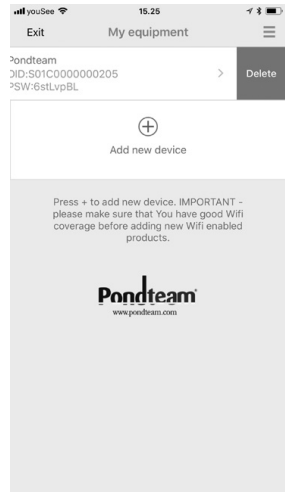 youSee 15.25
Exit My equipment
Pondteam
DID:S01C0000000205
PSW:6stLvpBL
Delete
Add new device
Press + to add new device. IMPORTANT -
please make sure that You have good Wifi
coverage before adding new Wifi enabled
products.
Pondteam
www.pondteam.com